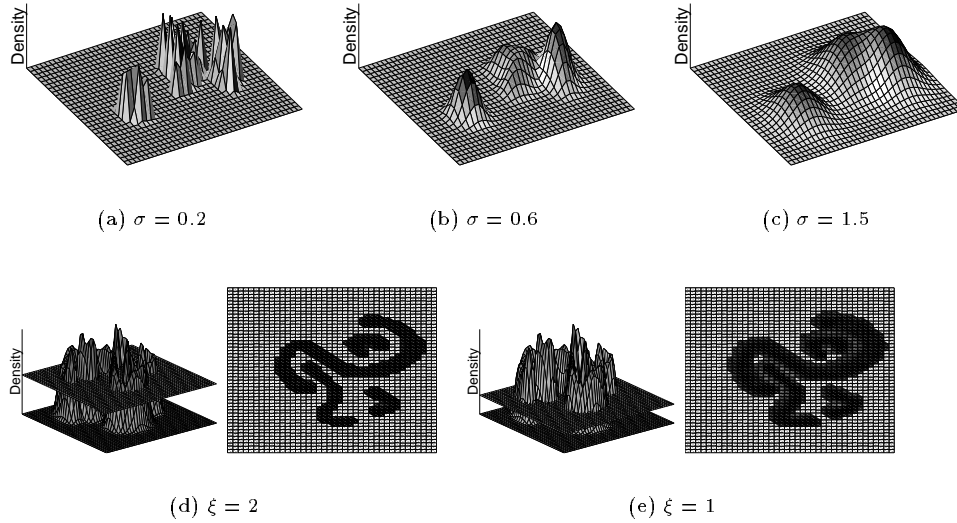 Density
Density
Density
(a) σ = 0.2
(b) σ = 0.6
(c) σ = 1.5
Density
Density
(d) ξ = 2
(e) ξ = 1